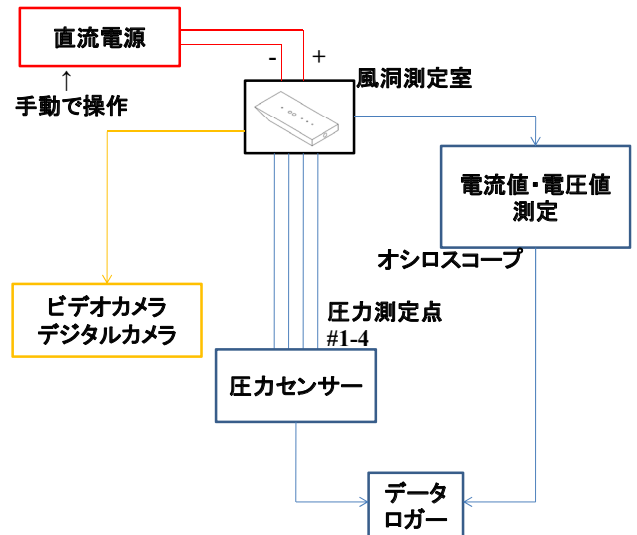 直流電源
- +
↑
手動で操作
風洞測定室
電流値・電圧値
測定
オシロスコープ
ビデオカメラ
デジタルカメラ
圧力測定点
#1-4
圧力センサー
データ
ロガー